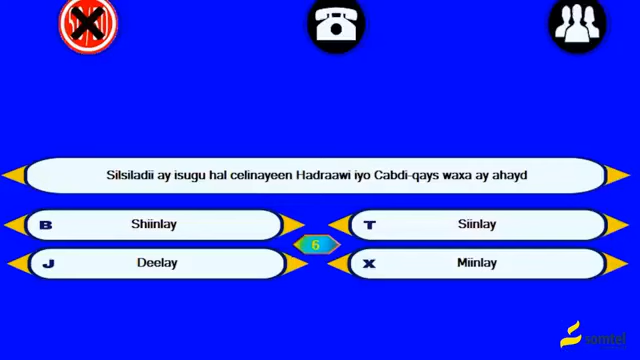 Silsiladii ay isugu hal celinayeen Hadraawi iyo Cabdi-qays waxa ay ahayd
B Shiinlay
T Siinlay
6
J Deelay
X Miinlay
somtel